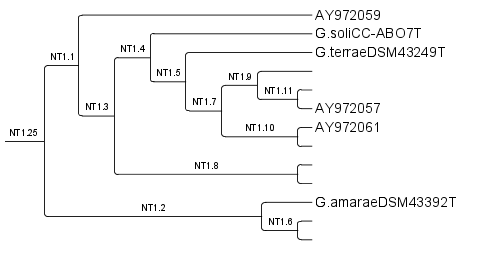 AY972059
G.soliCC-ABO7T
NT1.4
G.terraeDSM43249T
NT1.1
NT1.5
NT1.9
NT1.11
NT1.7
NT1.3
AY972057
AY972061
NT1.10
NT1.25
NT1.8
G.amaraeDSM43392T
NT1.2
NT1.6